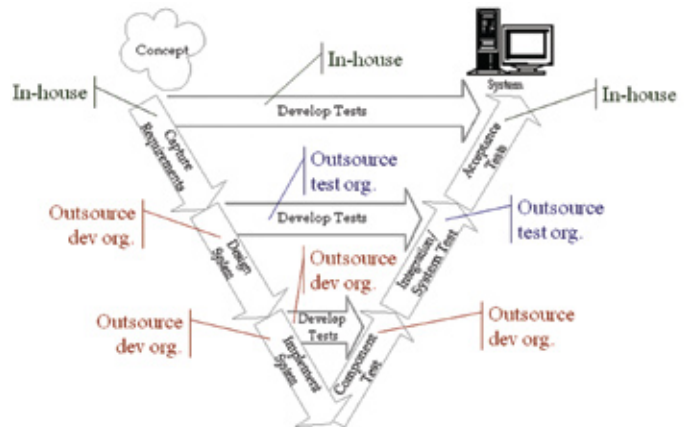 Concept
System
In-house
In-house
In-house
Develop Tests
Capture
Requirements
Acceptance
Tests
Outsource
test org.
Develop Tests
Outsource
dev org.
Outsource
test org.
Design
System
Integration/
System Test
Outsource
dev org.
Develop
Tests
Outsource
dev org.
Outsource
dev org.
Implement
System
Component
Test